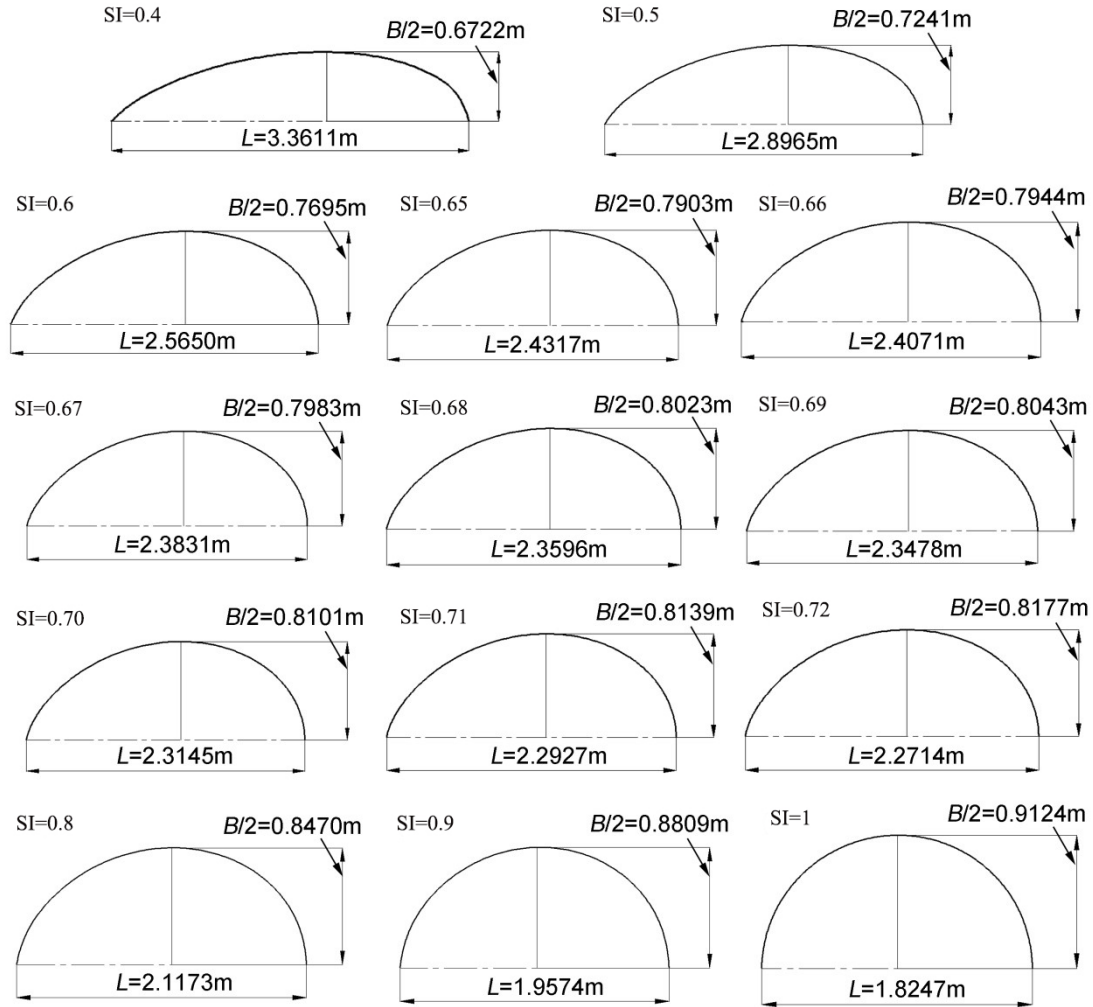 SI=0.4
B/2=0.6722m
L=3.3611m
SI=0.5
B/2=0.7241m
L=2.8965m
SI=0.6
B/2=0.7695m
L=2.5650m
SI=0.65
B/2=0.7903m
L=2.4317m
SI=0.66
B/2=0.7944m
L=2.4071m
SI=0.67
B/2=0.7983m
L=2.3831m
SI=0.68
B/2=0.8023m
L=2.3596m
SI=0.69
B/2=0.8043m
L=2.3478m
SI=0.70
B/2=0.8101m
L=2.3145m
SI=0.71
B/2=0.8139m
L=2.2927m
SI=0.72
B/2=0.8177m
L=2.2714m
SI=0.8
B/2=0.8470m
L=2.1173m
SI=0.9
B/2=0.8809m
L=1.9574m
SI=1
B/2=0.9124m
L=1.8247m